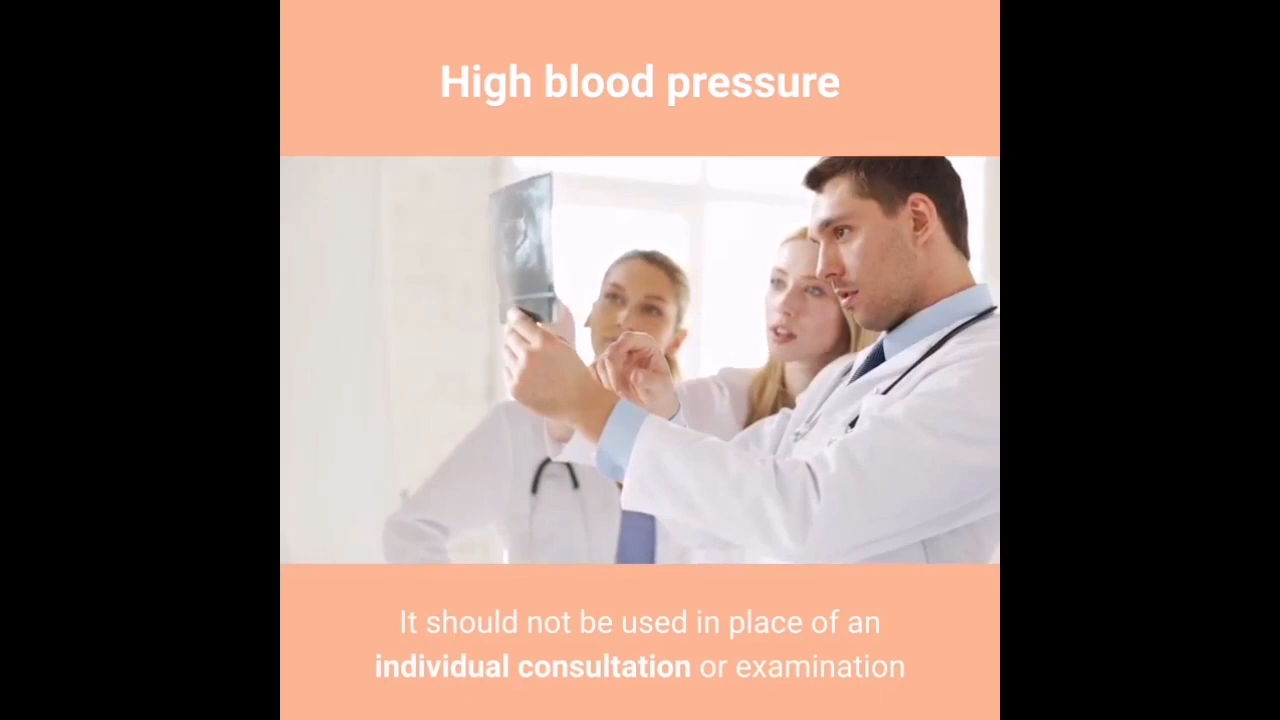 High blood pressure
It should not be used in place of an
individual consultation or examination